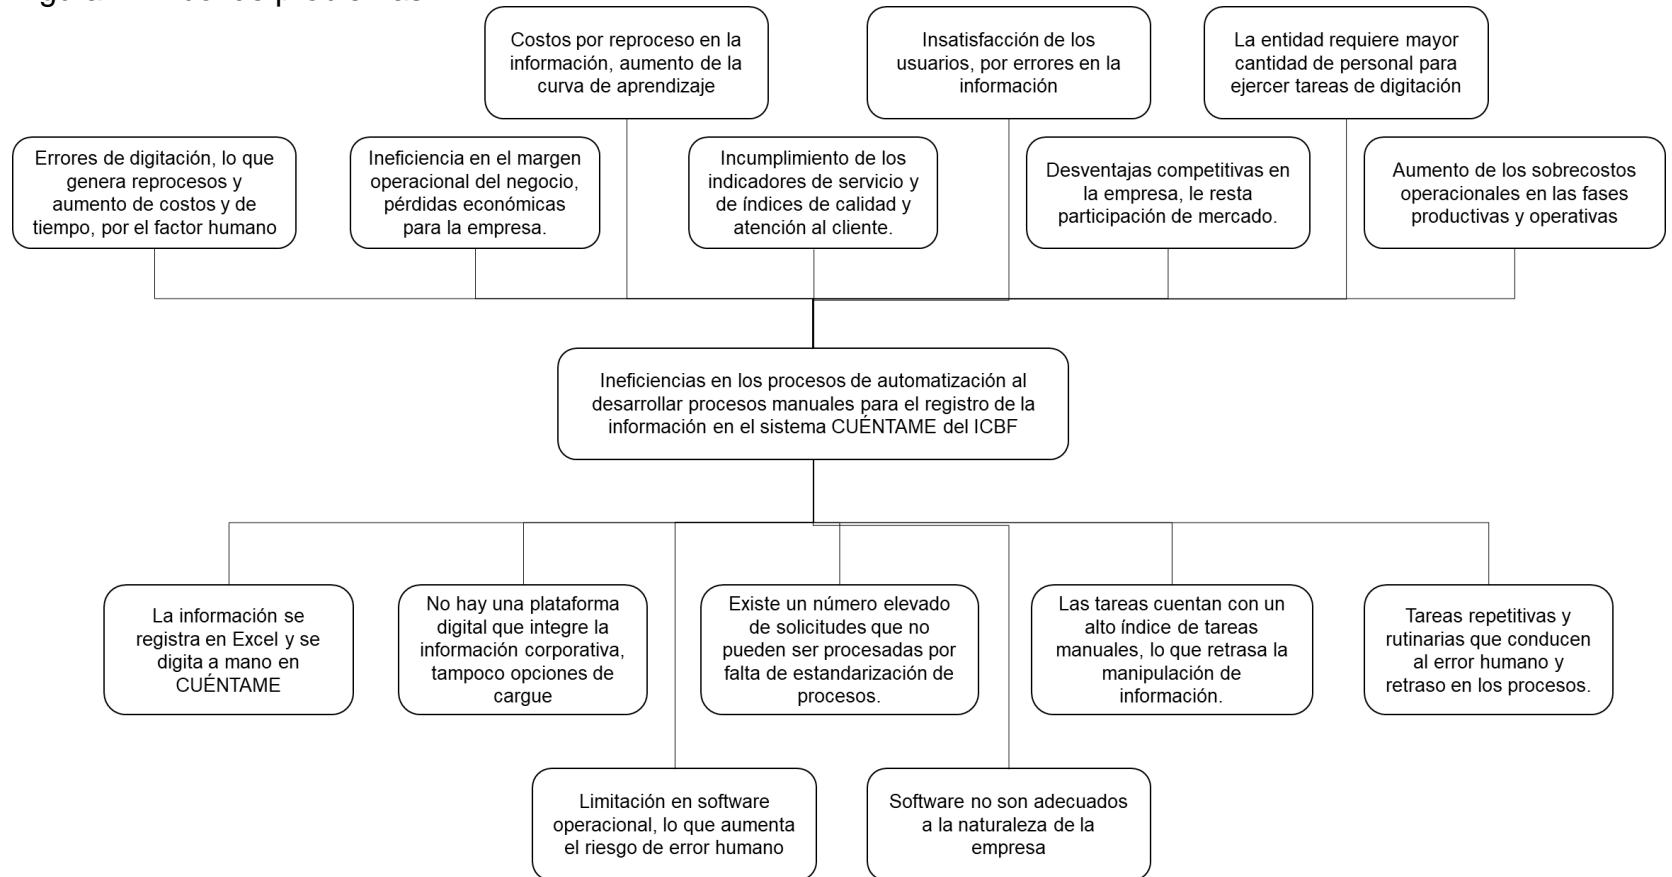 Costos por reproceso en la
información, aumento de la
curva de aprendizaje
Insatisfacción de los
usuarios, por errores en la
información
La entidad requiere mayor
cantidad de personal para
ejercer tareas de digitación
Errores de digitación, lo que
genera reprocesos y
aumento de costos y de
tiempo, por el factor humano
Ineficiencia en el margen
operacional del negocio,
pérdidas económicas
para la empresa.
Incumplimiento de los
indicadores de servicio y
de índices de calidad y
atención al cliente.
Desventajas competitivas en
la empresa, le resta
participación de mercado.
Aumento de los sobrecostos
operacionales en las fases
productivas y operativas
Ineficiencias en los procesos de automatización al
desarrollar procesos manuales para el registro de la
información en el sistema CUÉNTAME del ICBF
La información se
registra en Excel y se
digita a mano en
CUÉNTAME
No hay una plataforma
digital que integre la
información corporativa,
tampoco opciones de
cargue
Existe un número elevado
de solicitudes que no
pueden ser procesadas por
falta de estandarización de
procesos.
Las tareas cuentan con un
alto índice de tareas
manuales, lo que retrasa la
manipulación de
información.
Tareas repetitivas y
rutinarias que conducen
al error humano y
retraso en los procesos.
Limitación en software
operacional, lo que aumenta
el riesgo de error humano
Software no son adecuados
a la naturaleza de la
empresa